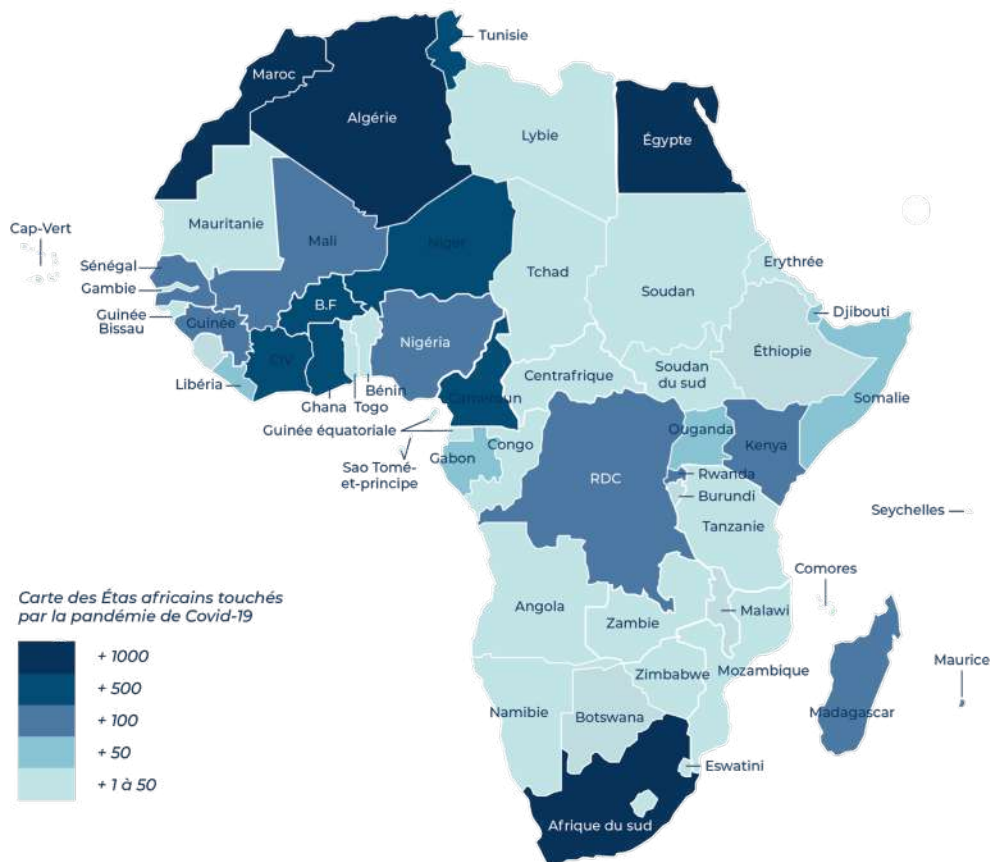 Tunisie
Maroc
Algérie
Lybie
Égypte
Mauritanie
Cap-Vert
Mali
Niger
Tchad
Erythrée
Sénégal
Gambie
Soudan
B.F
Djibouti
Guinée
Bissau
Guinée
Nigéria
Éthiopie
CIV
Centrafrique
Soudan
du sud
Libéria
Bénin
Ghana
Togo
Cameroun
Somalie
Guinée équatoriale
Ouganda
Congo
Kenya
Gabon
Sao Tomé-
et-principe
RDC
Rwanda
Burundi
Seychelles
Tanzanie
Comores
Carte des Étas africains touchés
par la pandémie de Covid-19
Angola
Malawi
Zambie
+ 1000
Maurice
Mozambique
Zimbabwe
+ 500
Namibie
Botswana
Madagascar
+ 100
+ 50
Eswatini
+ 1 à 50
Afrique du sud